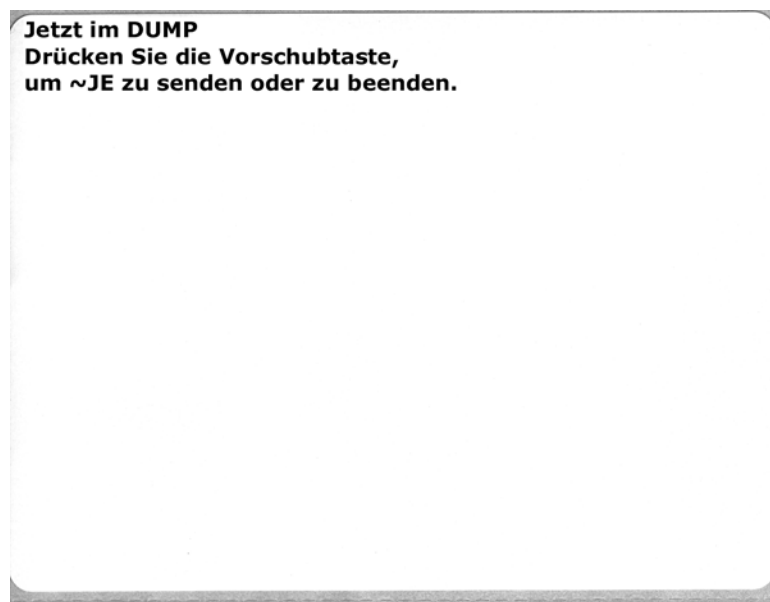 Jetzt im DUMP
Drücken Sie die Vorschubtaste,
um ~JE zu senden oder zu beenden.